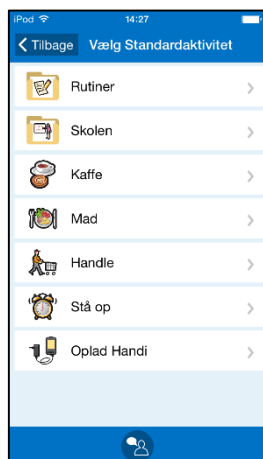 iPod 14:27
Tilbage Vælg Standardaktivitet
Rutiner
Skolen
Kaffe
Mad
Handle
Stå op
Oplad Handi